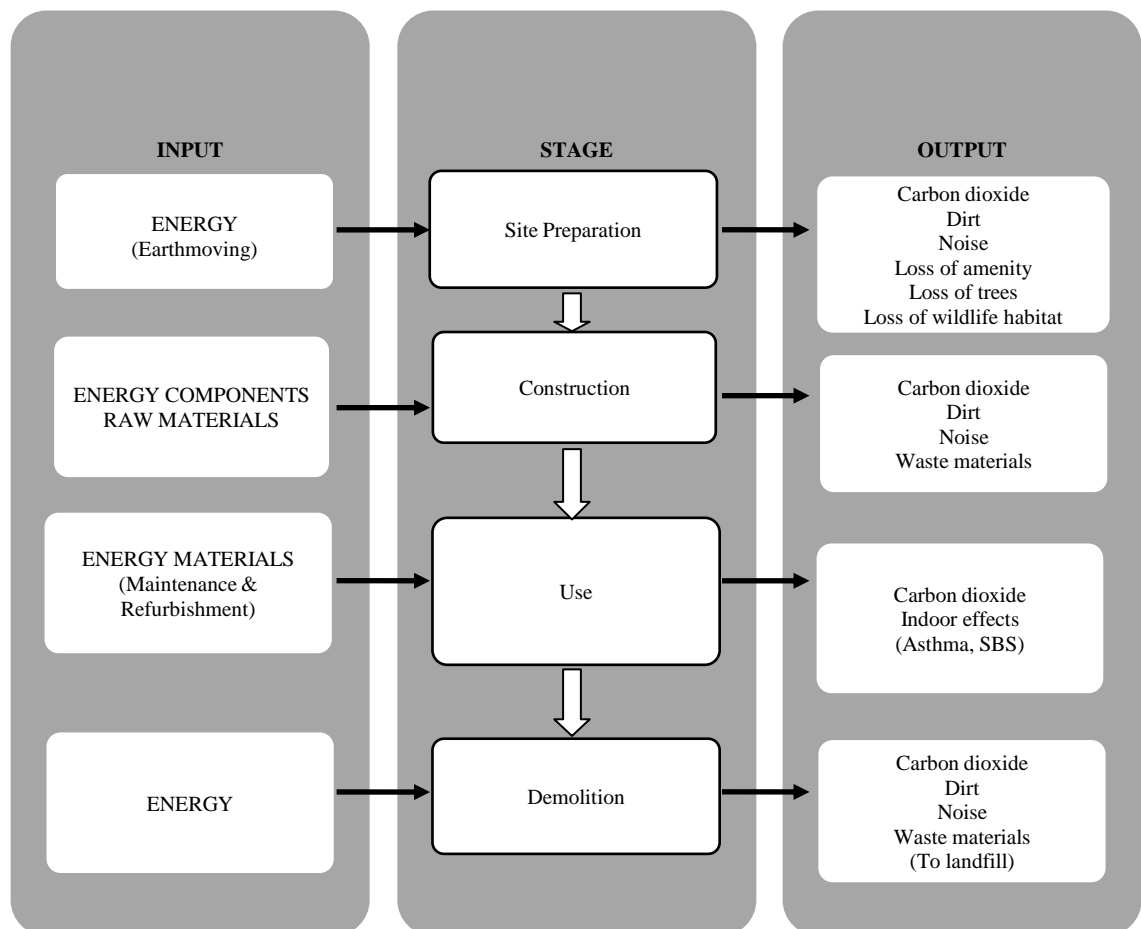 INPUT
STAGE
OUTPUT
ENERGY
(Earthmoving)
Site Preparation
Carbon dioxide
Dirt
Noise
Loss of amenity
Loss of trees
Loss of wildlife habitat
ENERGY COMPONENTS
RAW MATERIALS
Construction
Carbon dioxide
Dirt
Noise
Waste materials
ENERGY MATERIALS
(Maintenance &
Refurbishment)
Use
Carbon dioxide
Indoor effects
(Asthma, SBS)
ENERGY
Demolition
Carbon dioxide
Dirt
Noise
Waste materials
(To landfill)